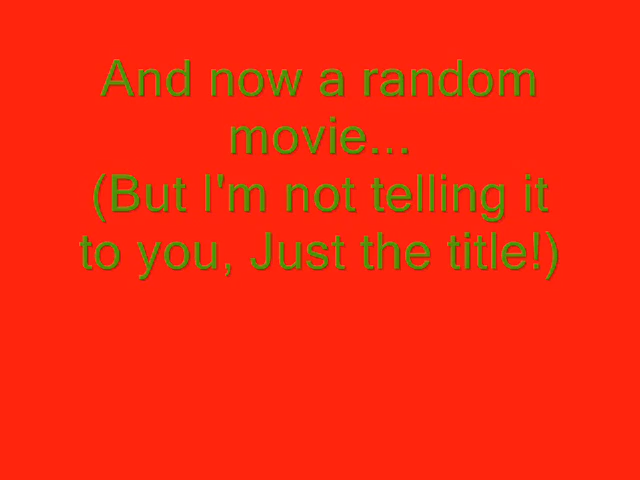 And now a random
movie...
(But I'm not telling it
to you, Just the title!)